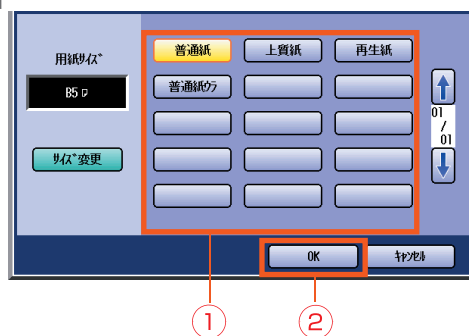 用紙ｻｲｽﾞ
B5
ｻｲｽﾞ変更
普通紙
上質紙
再生紙
普通紙ｳﾗ
01
/
01
OK
ｷｬﾝｾﾙ
①
②